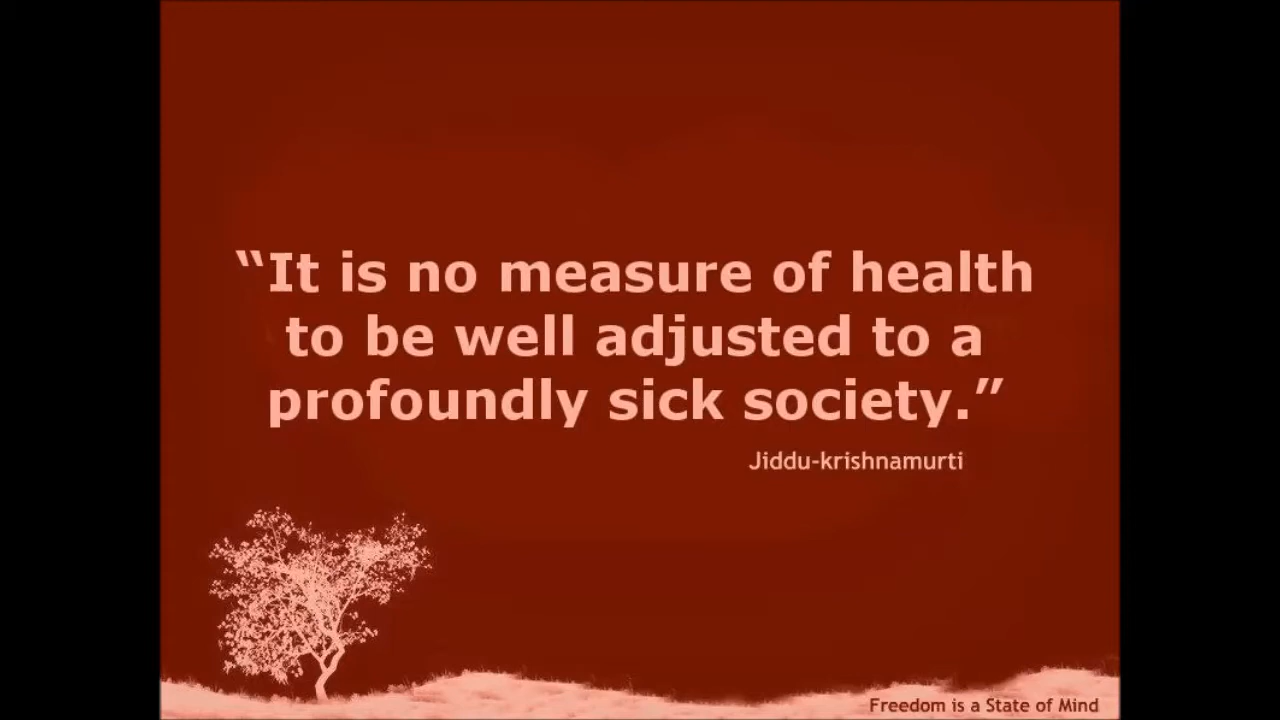 “It is no measure of health
to be well adjusted to a
profoundly sick society.”
Jiddu-krishnamurti
Freedom is a State of Mind